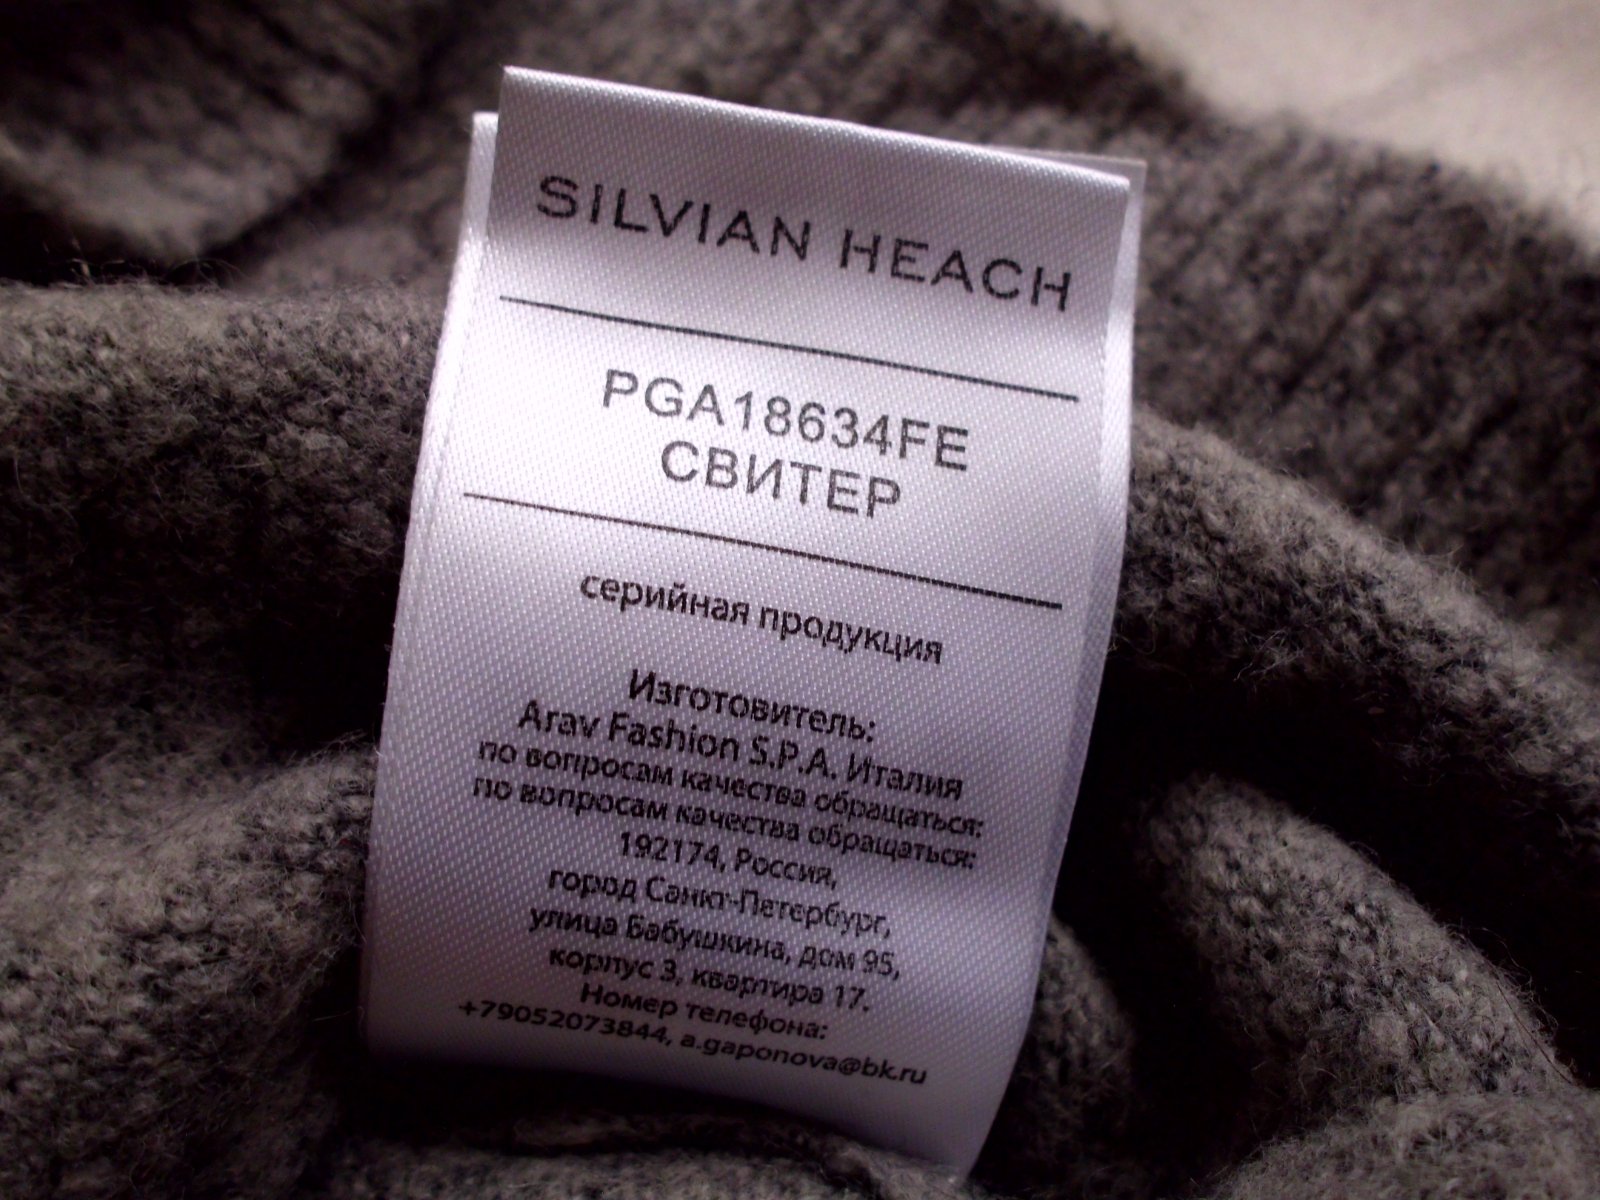 SILVIAN HEACH
PGA18634FE
СВИТЕР
серийная продукция
Изготовитель:
Arav Fashion S.P.A. Италия
по вопросам качества обращаться:
по вопросам качества обращаться:
192174, Россия,
город Санкт-Петербург,
улица Бабушкина, дом 95,
корпус 3, квартира 17.
Номер телефона:
+79052073844, a.gaponova@bk.ru